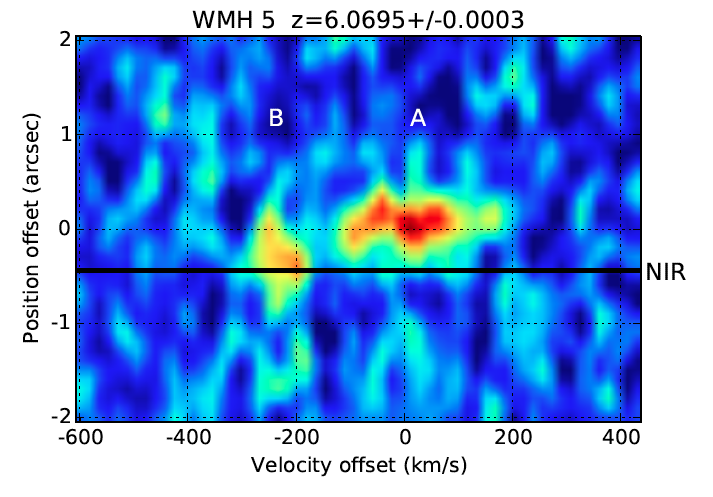 WMH 5 z=6.0695+/-0.0003
2
B A
1
Position offset (arcsec)
0
NIR
-1
-2
-600 -400 -200 0 200 400
Velocity offset (km/s)